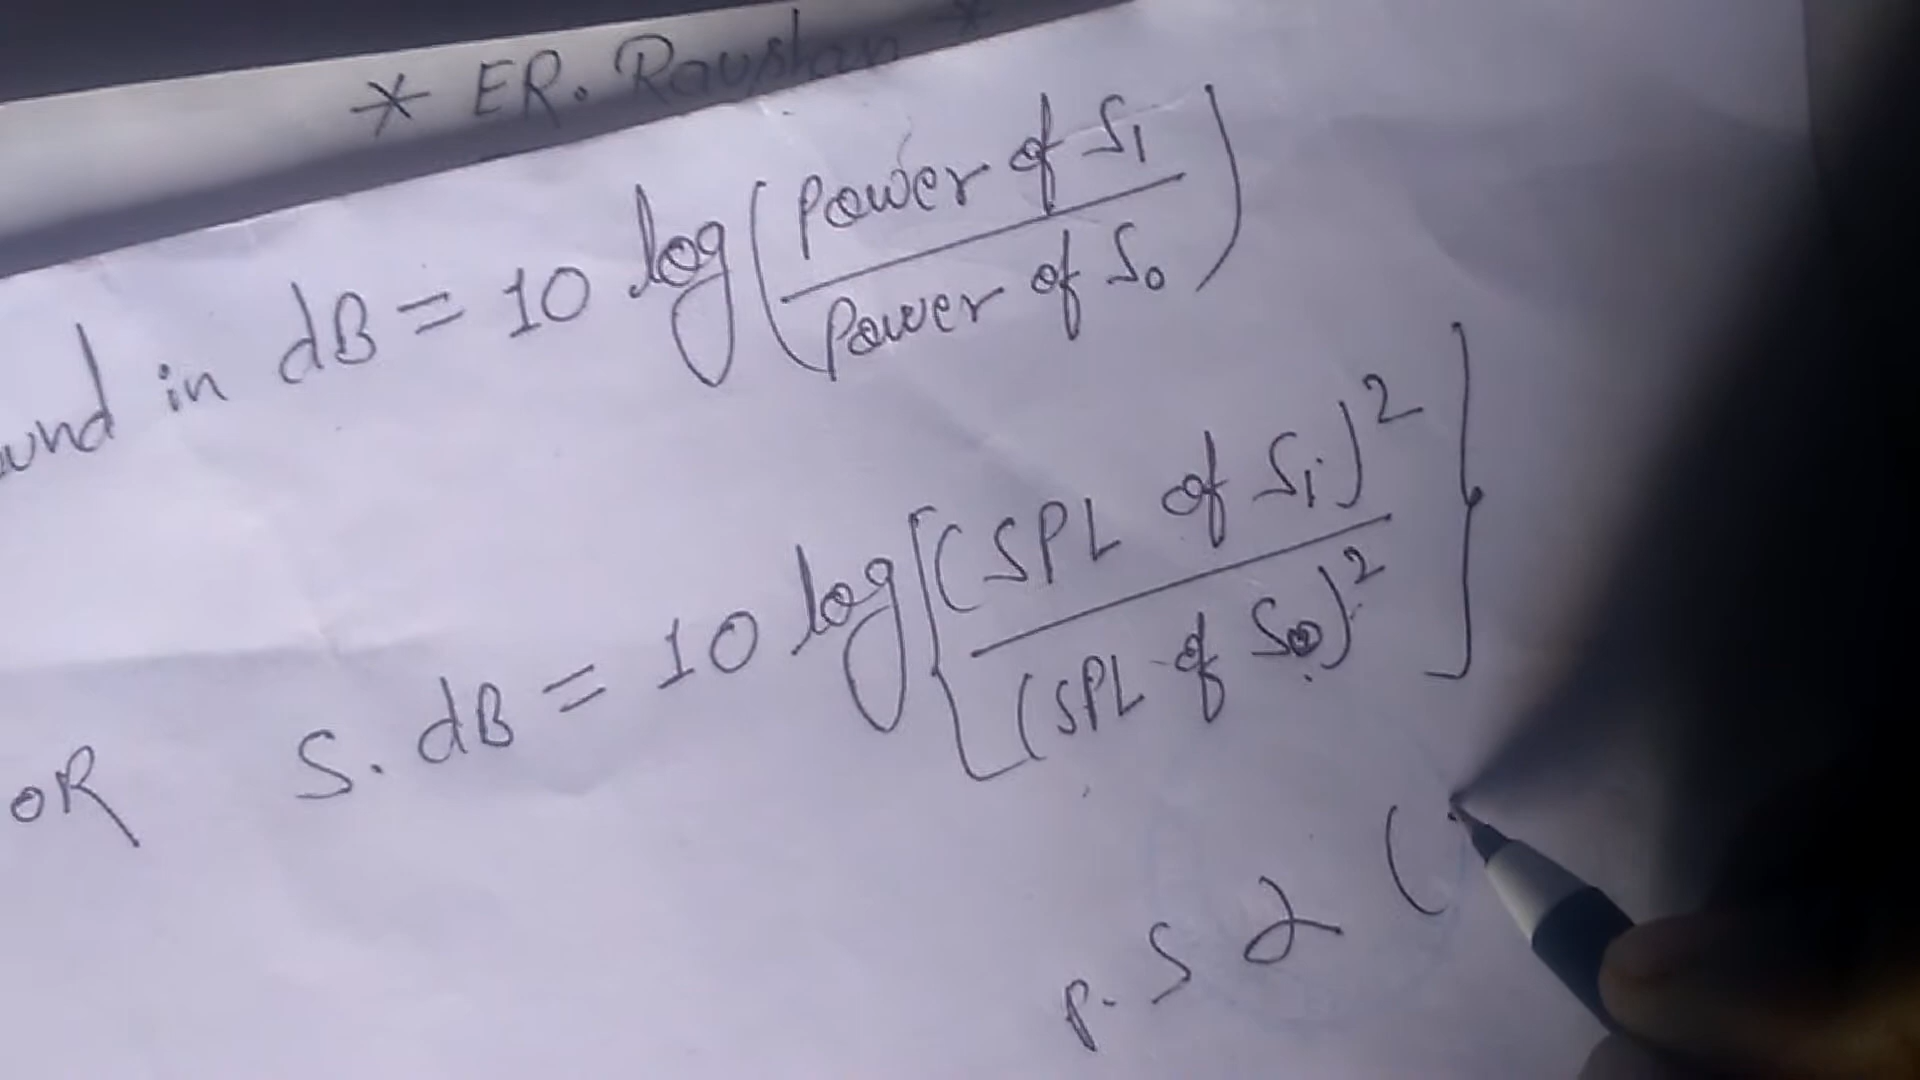 * ER. Raushan *
und in dB = 10 log (Power of S1 / Power of S0)
OR S. dB = 10 log [(SPL of S1)² / (SPL of S0)²]
P. S α (